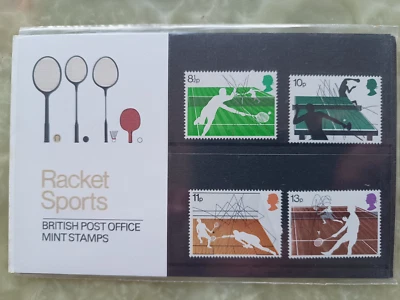 Racket
Sports
BRITISH POST OFFICE
MINT STAMPS
8½p
10p
11p
13p